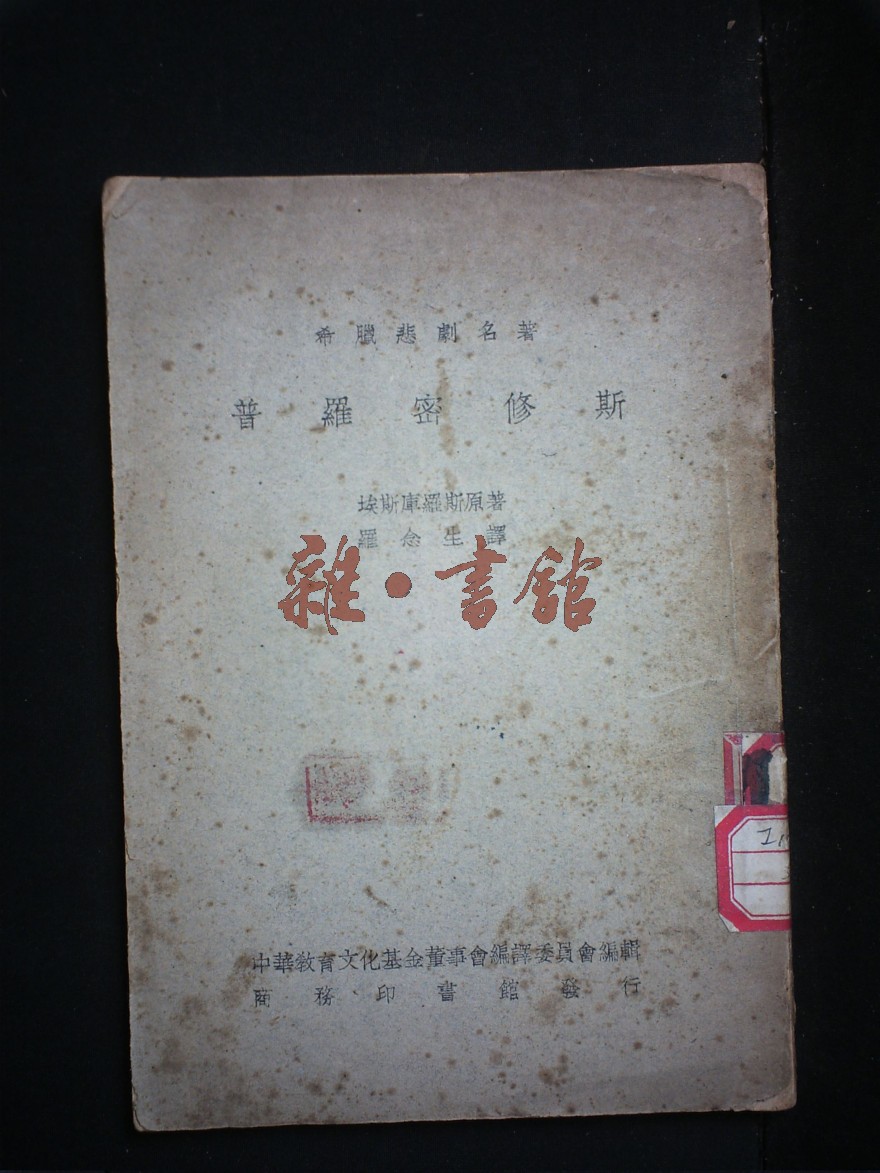 希臘悲劇名著
普羅密修斯
埃斯庫羅斯原著
羅念生譯
雜·書館
中華教育文化基金董事會編譯委員會編輯
商務印書館發行